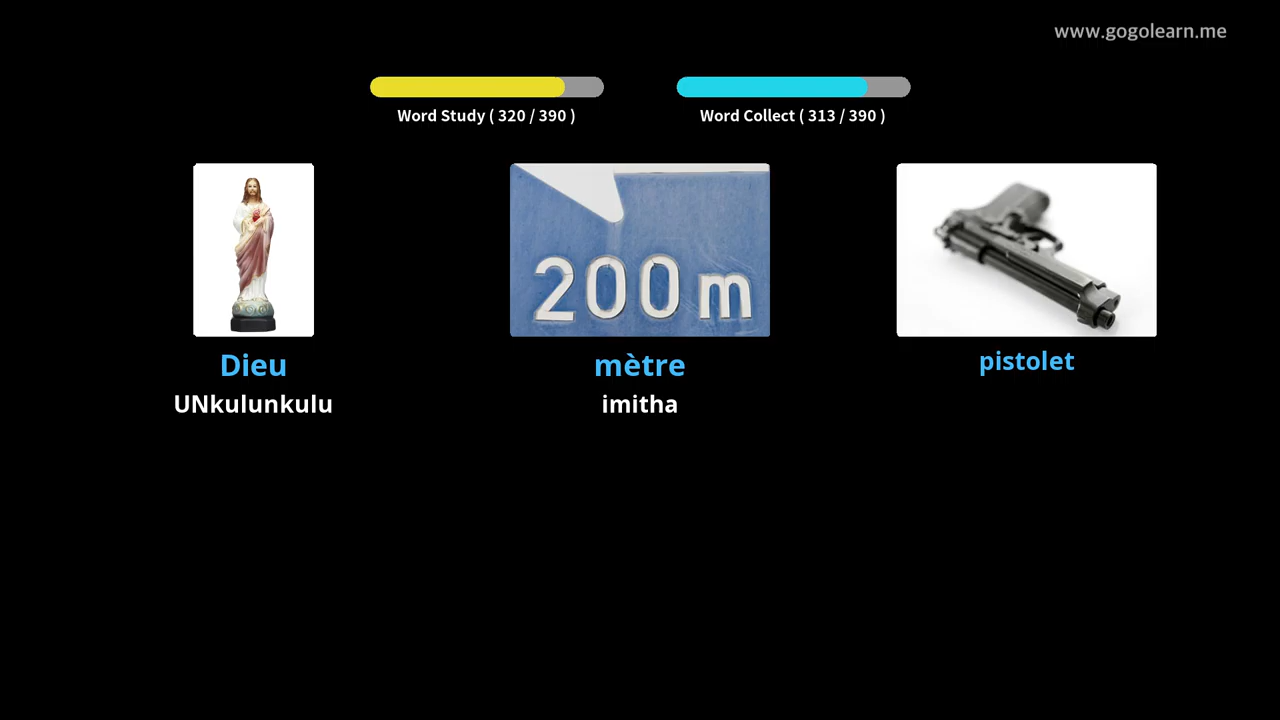 www.gogolearn.me
Word Study ( 320 / 390 )
Word Collect ( 313 / 390 )
200 m
Dieu
mètre
pistolet
UNkulunkulu
imitha